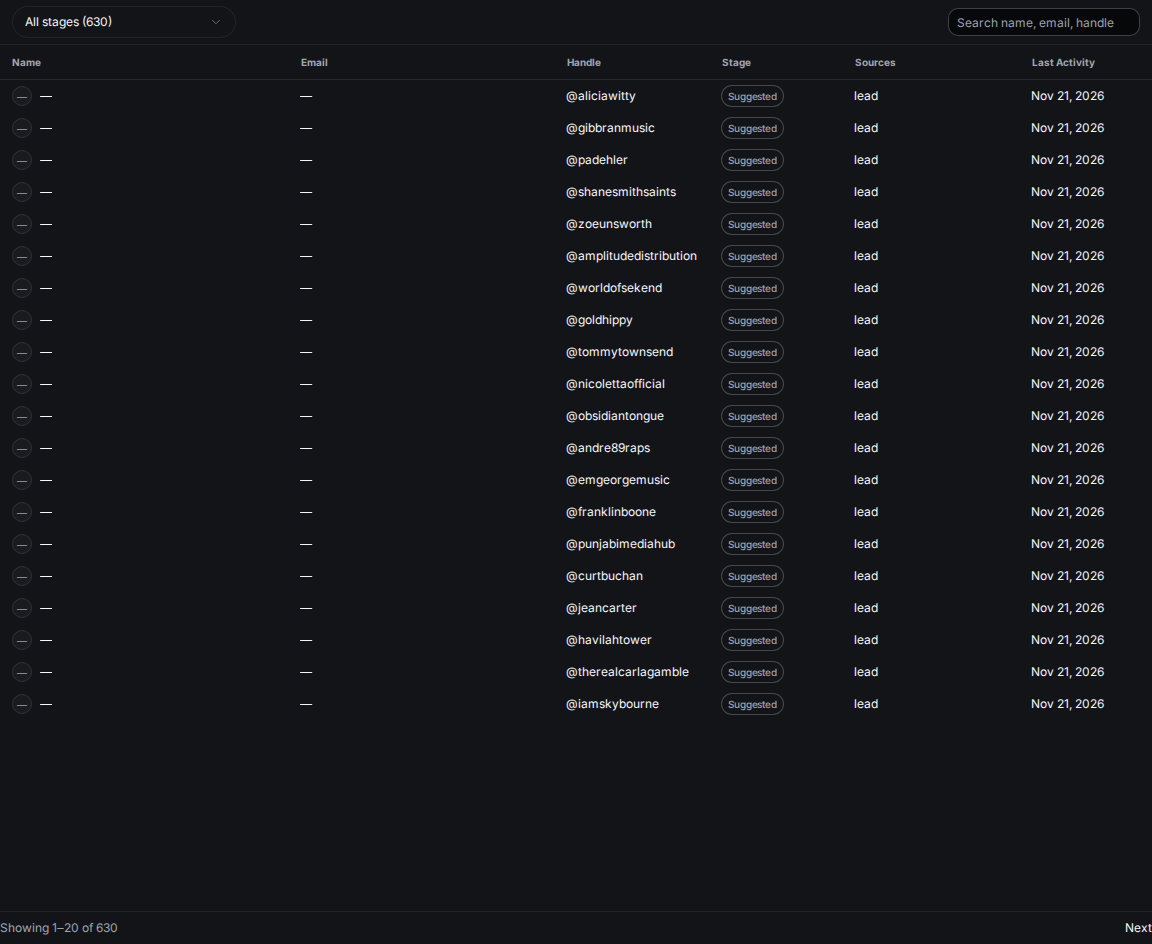 All stages (630)
Search name, email, handle
Name Email Handle Stage Sources Last Activity
— — — @aliciawitty Suggested lead Nov 21, 2026
— — — @gibbranmusic Suggested lead Nov 21, 2026
— — — @padehler Suggested lead Nov 21, 2026
— — — @shanesmithsaints Suggested lead Nov 21, 2026
— — — @zoeunsworth Suggested lead Nov 21, 2026
— — — @amplitudedistribution Suggested lead Nov 21, 2026
— — — @worldofsekend Suggested lead Nov 21, 2026
— — — @goldhippy Suggested lead Nov 21, 2026
— — — @tommytownsend Suggested lead Nov 21, 2026
— — — @nicolettaofficial Suggested lead Nov 21, 2026
— — — @obsidiantongue Suggested lead Nov 21, 2026
— — — @andre89raps Suggested lead Nov 21, 2026
— — — @emgeorgemusic Suggested lead Nov 21, 2026
— — — @franklinboone Suggested lead Nov 21, 2026
— — — @punjabimediahub Suggested lead Nov 21, 2026
— — — @curtbuchan Suggested lead Nov 21, 2026
— — — @jeancarter Suggested lead Nov 21, 2026
— — — @havilahtower Suggested lead Nov 21, 2026
— — — @therealcarlagamble Suggested lead Nov 21, 2026
— — — @iamskybourne Suggested lead Nov 21, 2026
Showing 1–20 of 630
Next